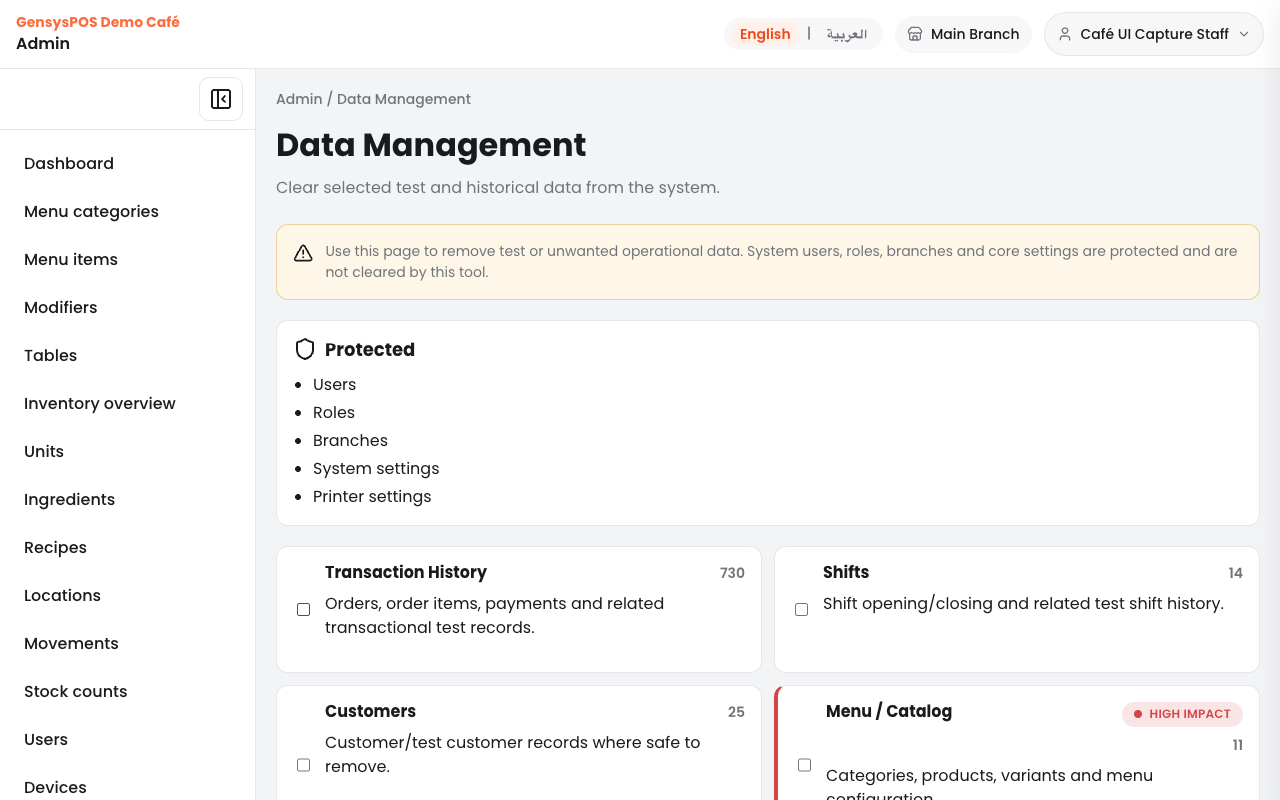 GensysPOS Demo Café
Admin
English | العربية
Main Branch
Café UI Capture Staff
Dashboard
Menu categories
Menu items
Modifiers
Tables
Inventory overview
Units
Ingredients
Recipes
Locations
Movements
Stock counts
Users
Devices
Admin / Data Management
Data Management
Clear selected test and historical data from the system.
Use this page to remove test or unwanted operational data. System users, roles, branches and core settings are protected and are
not cleared by this tool.
Protected
Users
Roles
Branches
System settings
Printer settings
Transaction History
730
Orders, order items, payments and related
transactional test records.
Shifts
14
Shift opening/closing and related test shift history.
Customers
25
Customer/test customer records where safe to
remove.
Menu / Catalog
HIGH IMPACT
11
Categories, products, variants and menu
configuration